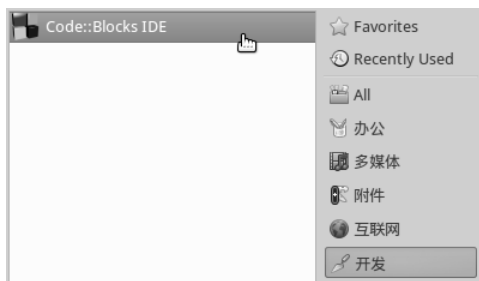 Code::Blocks IDE
Favorites
Recently Used
All
办公
多媒体
附件
互联网
开发